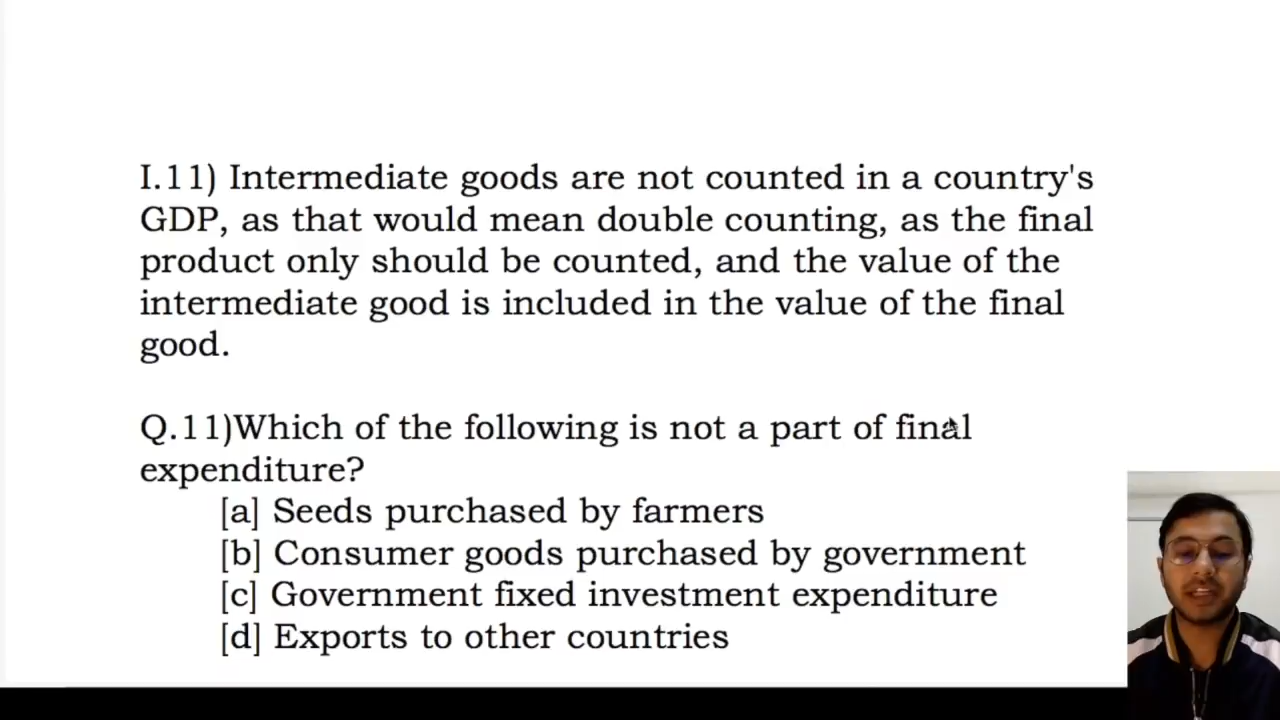 I.11) Intermediate goods are not counted in a country's
GDP, as that would mean double counting, as the final
product only should be counted, and the value of the
intermediate good is included in the value of the final
good.
Q.11)Which of the following is not a part of final
expenditure?
[a] Seeds purchased by farmers
[b] Consumer goods purchased by government
[c] Government fixed investment expenditure
[d] Exports to other countries